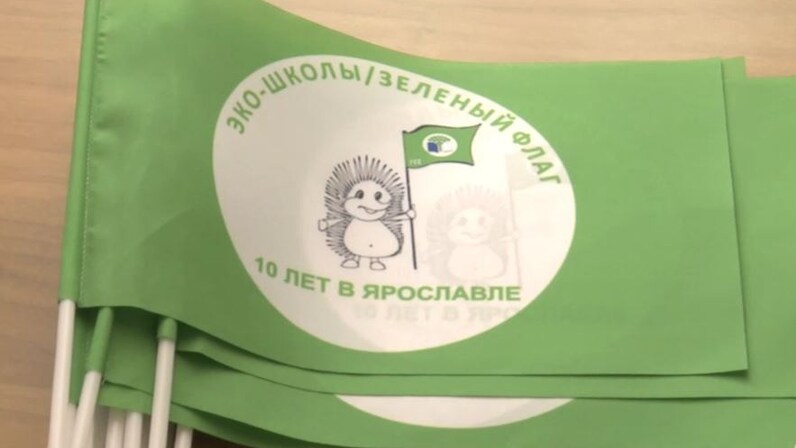 ЭКО-ШКОЛЫ/ЗЕЛЕНЫЙ ФЛАГ
10 ЛЕТ В ЯРОСЛАВЛЕ